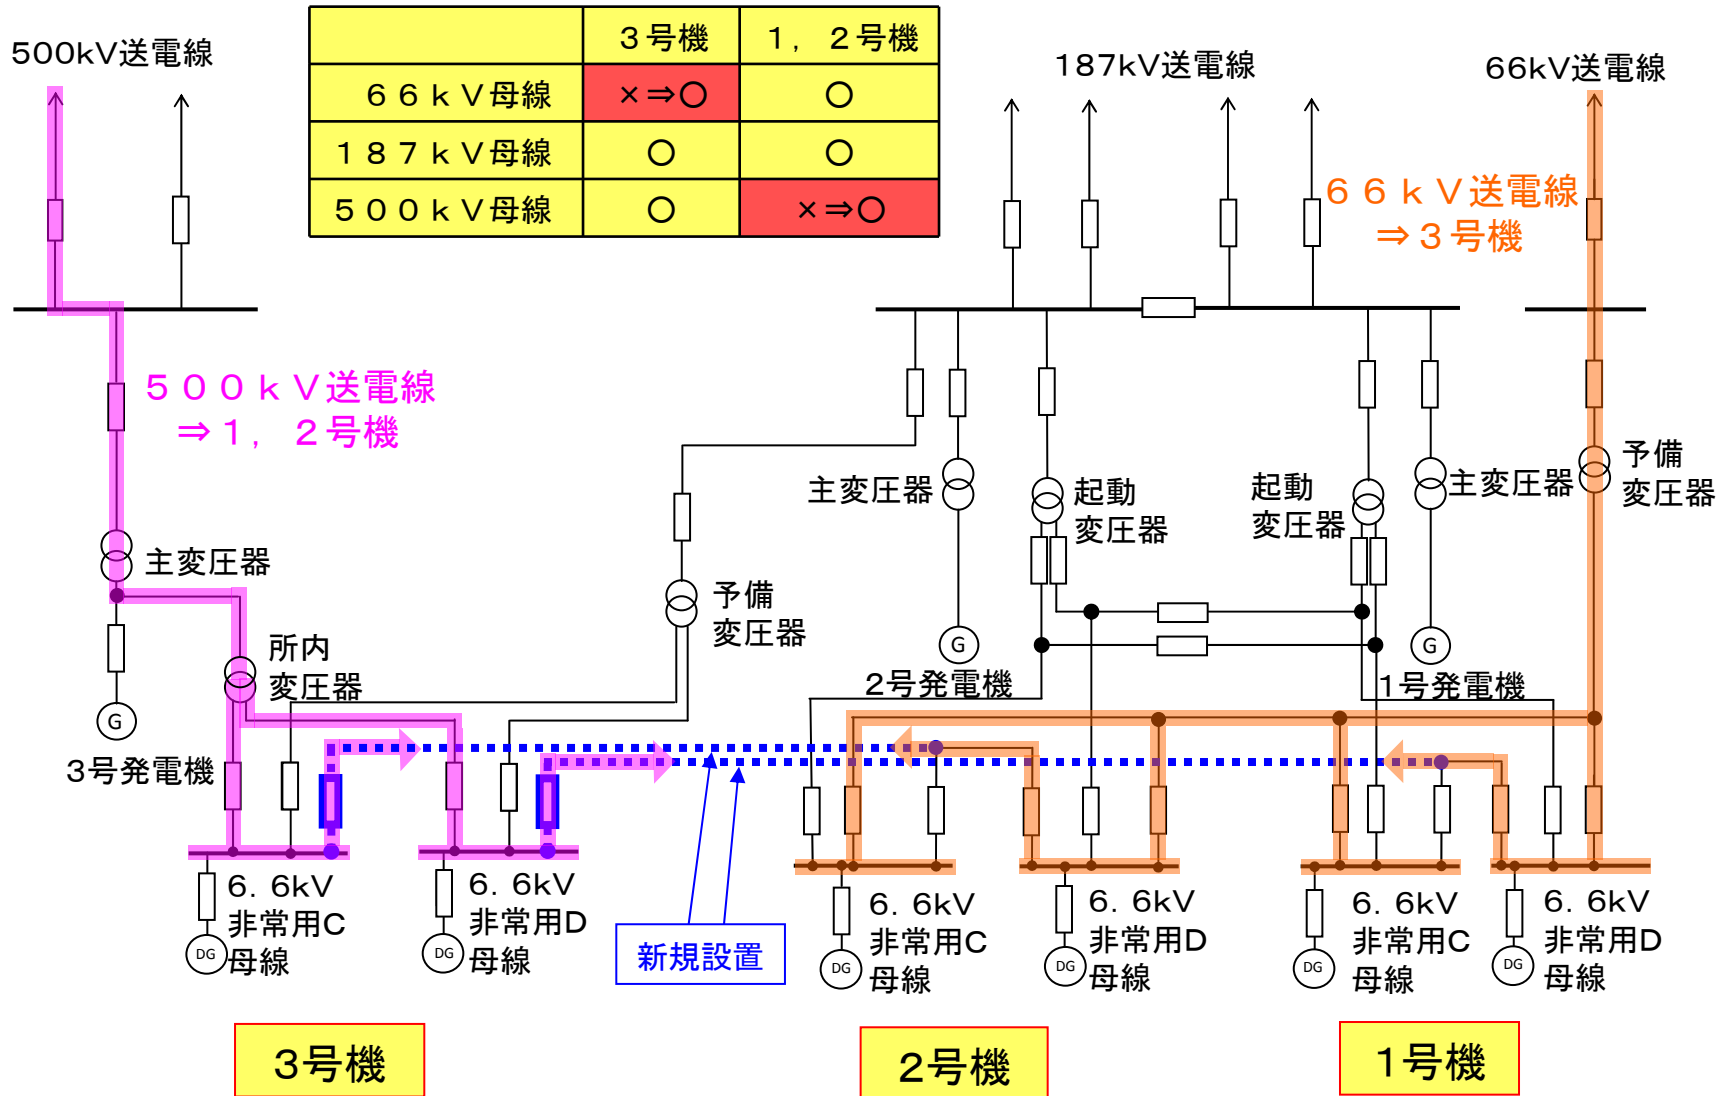 500kV送電線
３号機
１，２号機
６６ｋＶ母線
×⇒○
○
１８７ｋＶ母線
○
○
５００ｋＶ母線
○
×⇒○
187kV送電線
66kV送電線
６６ｋＶ送電線
⇒３号機
５００ｋＶ送電線
⇒１，２号機
主変圧器
所内
変圧器
G
3号発電機
予備
変圧器
主変圧器
起動
変圧器
起動
変圧器
主変圧器
予備
変圧器
G
2号発電機
G
1号発電機
6．6kV
非常用C
母線
DG
6．6kV
非常用D
母線
DG
新規設置
6．6kV
非常用C
母線
DG
6．6kV
非常用D
母線
DG
6．6kV
非常用C
母線
DG
6．6kV
非常用D
母線
DG
3号機
2号機
1号機